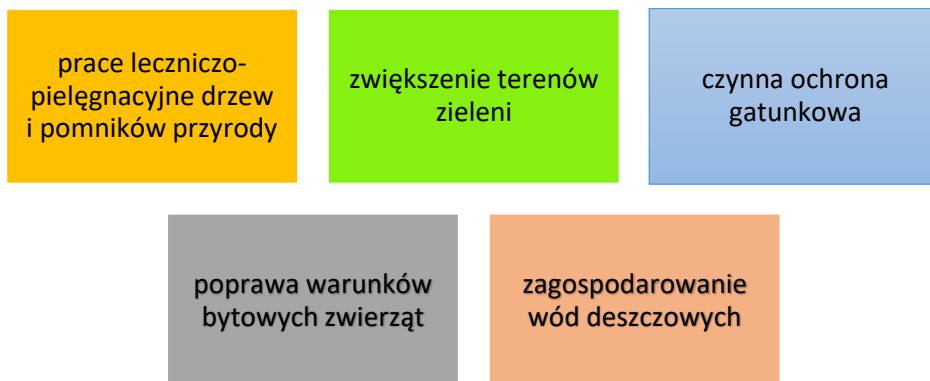 prace leczniczo-
pielęgnacyjne drzew
i pomników przyrody
zwiększenie terenów
zieleni
czynna ochrona
gatunkowa
poprawa warunków
bytowych zwierząt
zagospodarowanie
wód deszczowych